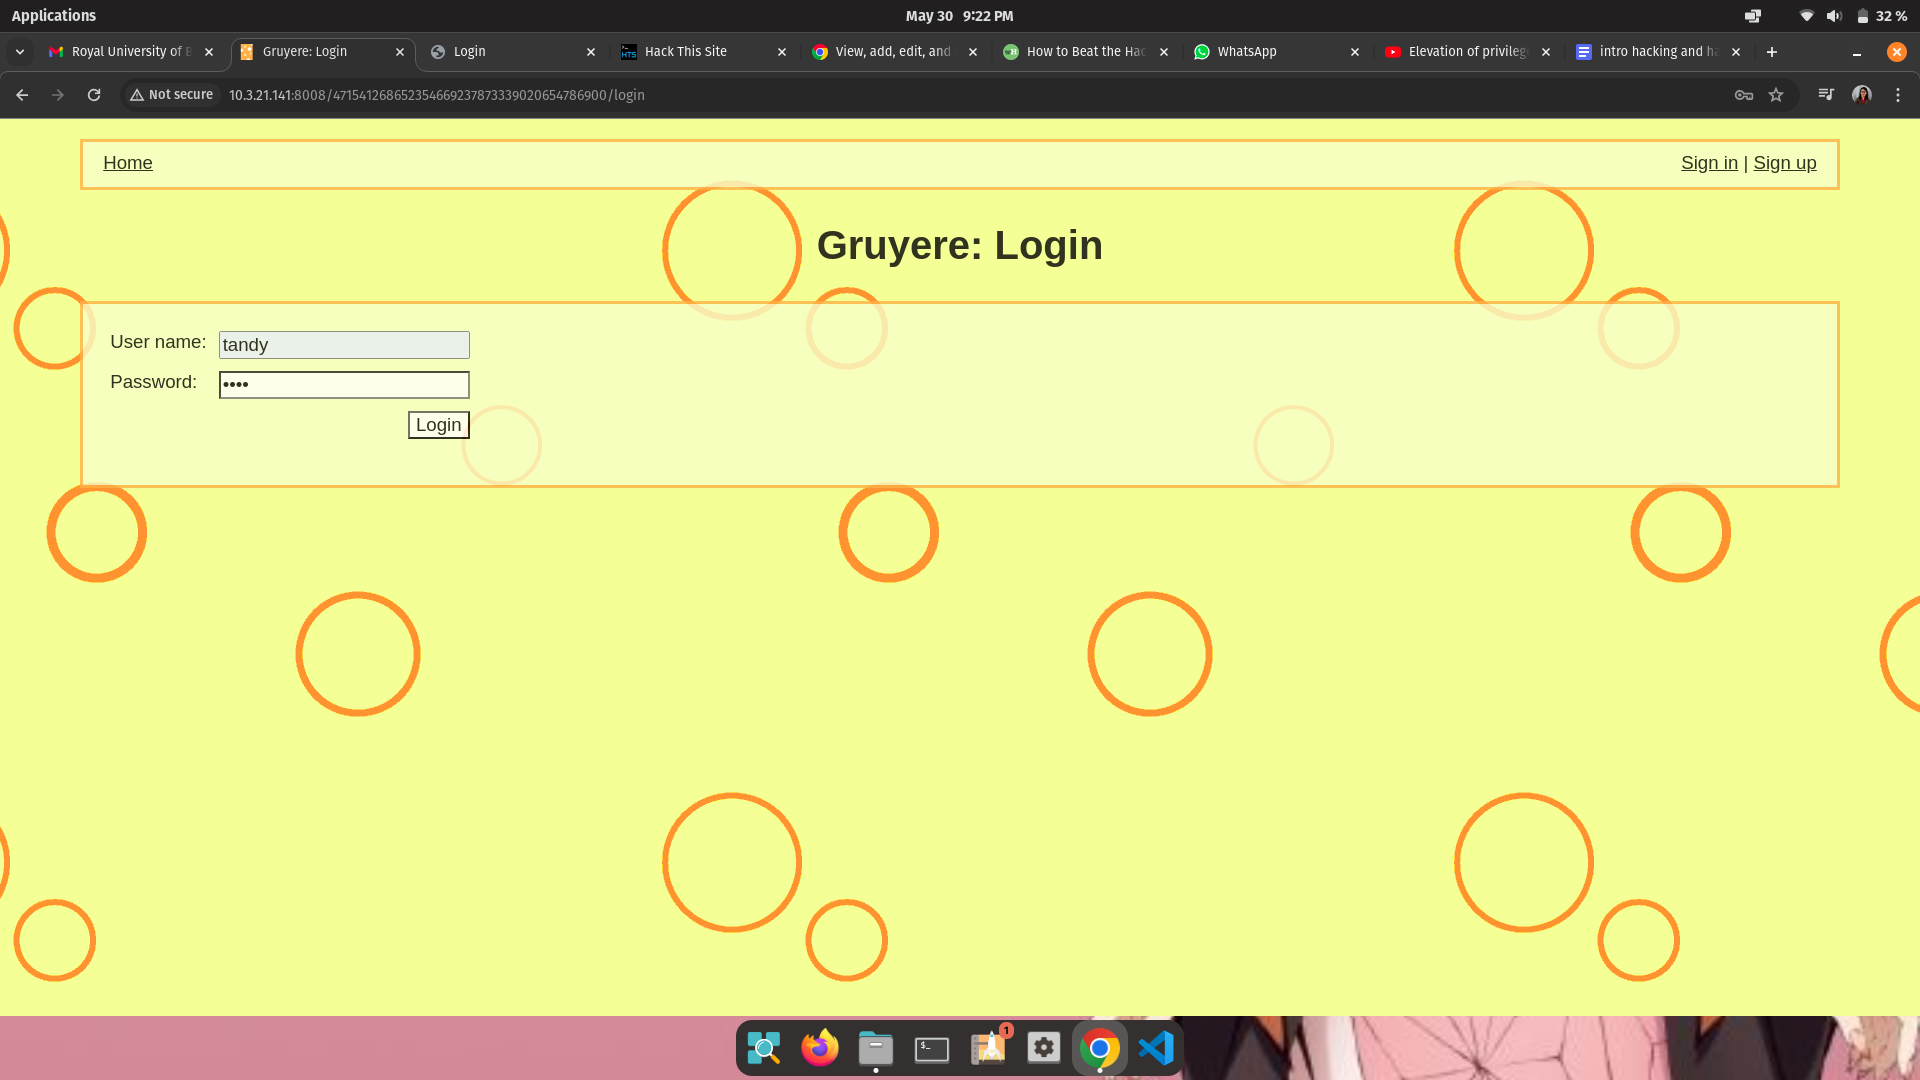 Applications
May 30 9:22 PM
32 %
Royal University of B
Gruyere: Login
Login
Hack This Site
View, add, edit, and
How to Beat the Hac
WhatsApp
Elevation of privileg
intro hacking and ha
Not secure
10.3.21.141:8008/471541268652354669237873339020654786900/login
Home
Sign in | Sign up
Gruyere: Login
User name:
tandy
Password:
••••
Login
1